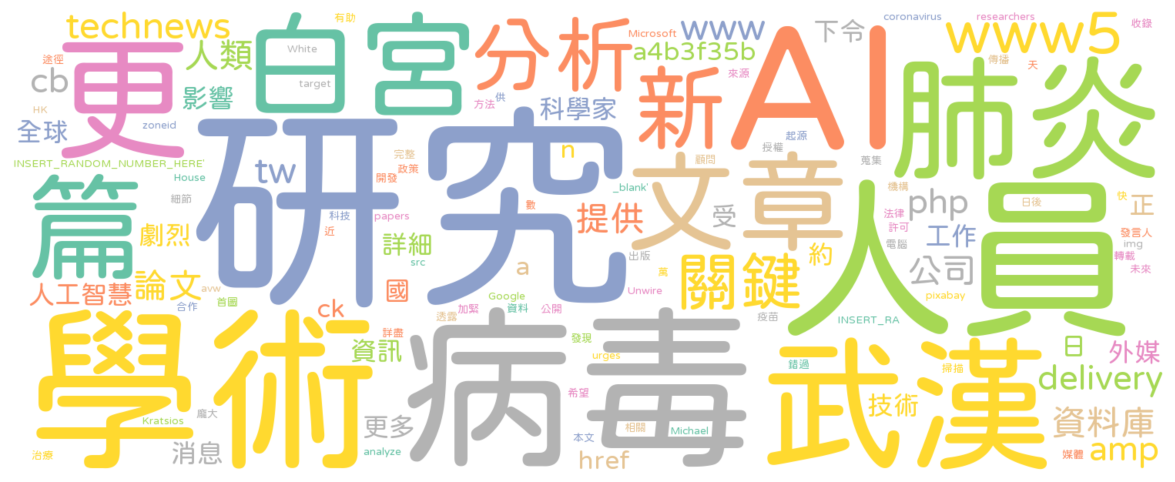 technews
有助
Microsoft
www
下令
coronavirus
researchers
收錄
更
白宮
White
target
分析
www5
途徑
人類
a4b3f35b
傳播
天
cb
影響
HK
來源
新
AI
肺炎
方法
供
科學家
全球
zoneid
研究
起源
授權
蒐集
INSERT_RANDOM_NUMBER_HERE'
House
細節
tw
完整
政策
開發
n
顧問
文章
機構
日後
快
篇
_blank'
科技
papers
近
數
提供
受
php
法律
許可
正
發言人
人員
劇烈
詳細
src
a
出版
電腦
工作
img
轉載
未來
人工智慧
論文
avw
首圖
合作
ck
國
Google
資料
加緊
公開
Unwire
關鍵
約
公司
pixabay
學術
透露
詳盡
病毒
疫苗
INSERT_RA
資訊
發現
urges
武漢
日
外媒
錯過
掃描
delivery
希望
龐大
Kratsios
更多
相關
Michael
技術
資料庫
治療
消息
analyze
本文
href
媒體
amp